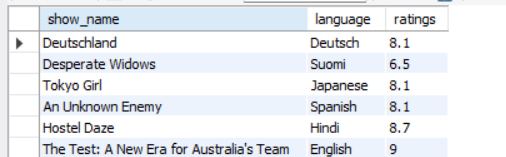 show_name language ratings
Deutschland Deutsch 8.1
Desperate Widows Suomi 6.5
Tokyo Girl Japanese 8.1
An Unknown Enemy Spanish 8.1
Hostel Daze Hindi 8.7
The Test: A New Era for Australia's Team English 9